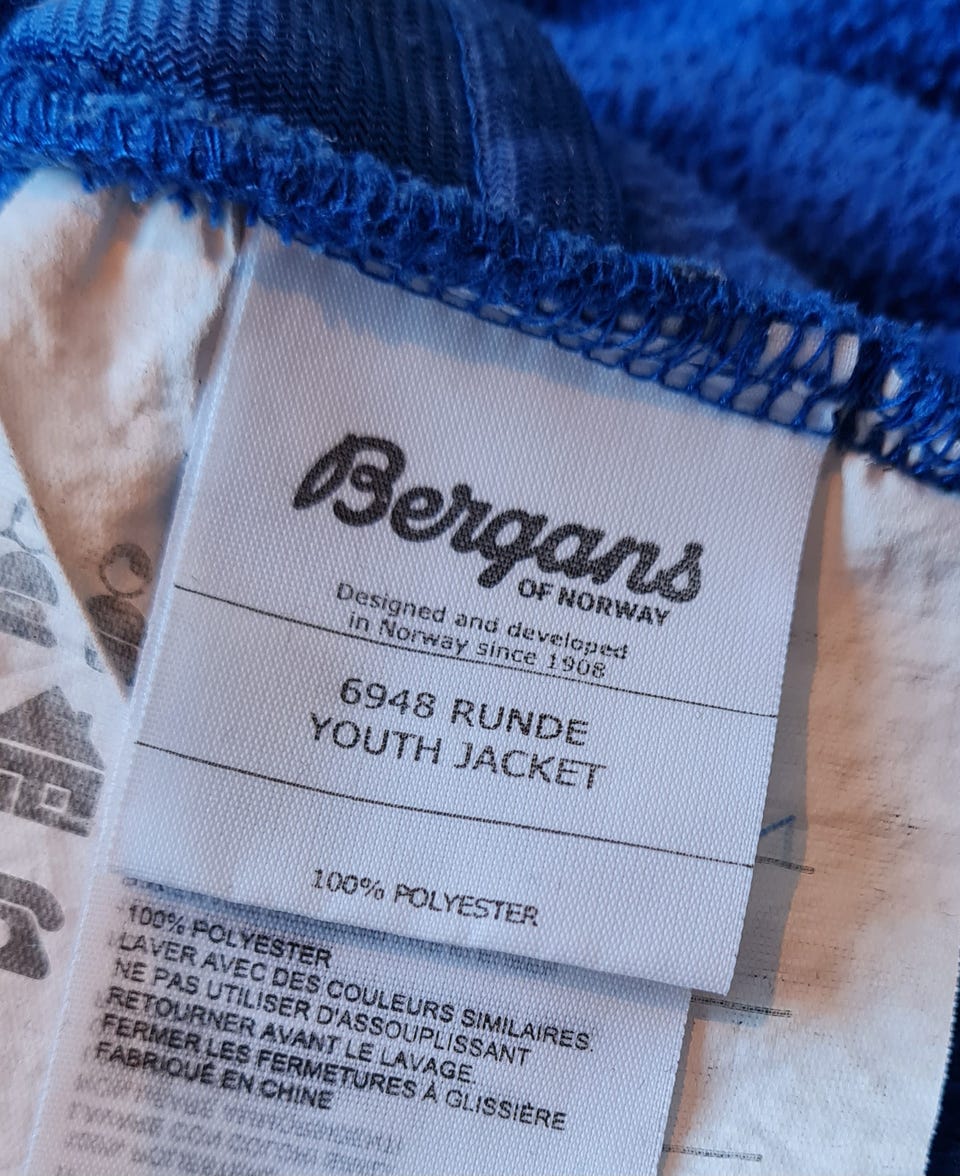 Bergans
OF NORWAY
Designed and developed
in Norway since 1908
6948 RUNDE
YOUTH JACKET
100% POLYESTER
100% POLYESTER
LAVER AVEC DES COULEURS SIMILAIRES.
NE PAS UTILISER D'ASSOUPLISSANT
RETOURNER AVANT LE LAVAGE.
FERMER LES FERMETURES À GLISSIÈRE
FABRIQUÉ EN CHINE